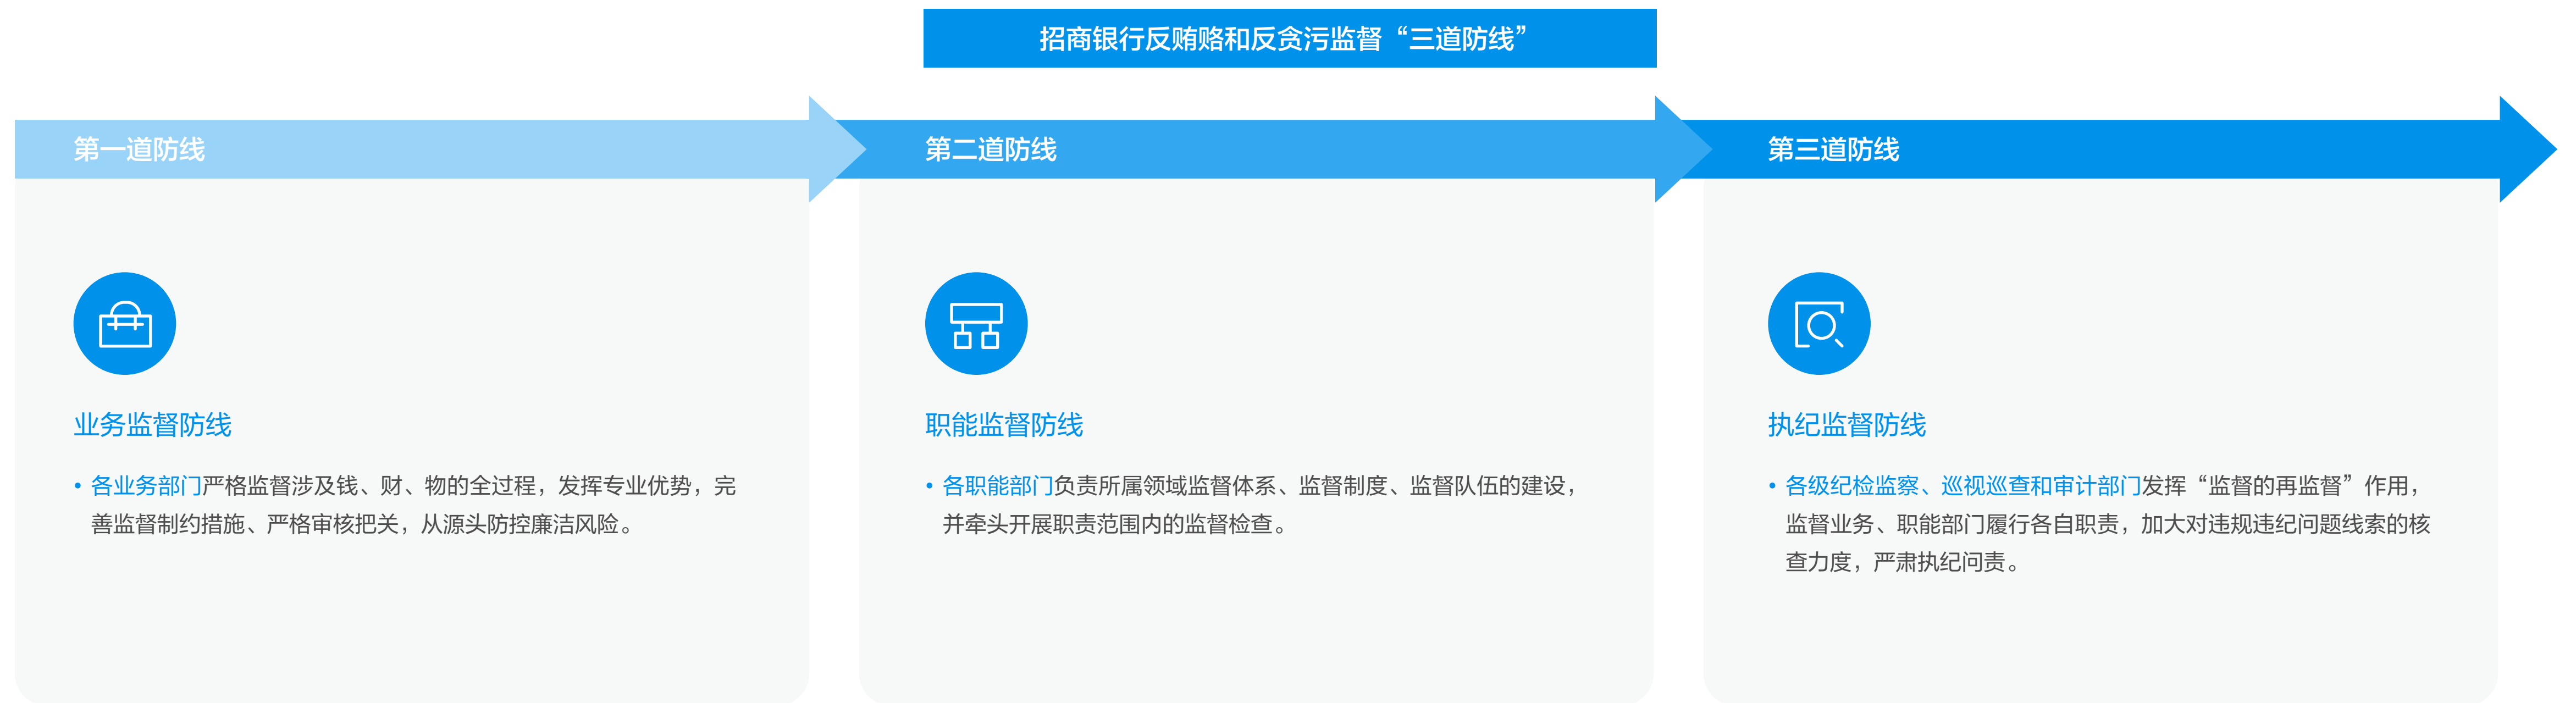 招商银行反贿赂和反贪污监督“三道防线”
第一道防线
第二道防线
第三道防线
业务监督防线
• 各业务部门严格监督涉及钱、财、物的全过程，发挥专业优势，完
善监督制约措施、严格审核把关，从源头防控廉洁风险。
职能监督防线
• 各职能部门负责所属领域监督体系、监督制度、监督队伍的建设，
并牵头开展职责范围内的监督检查。
执纪监督防线
• 各级纪检监察、巡视巡查和审计部门发挥“监督的再监督”作用，
监督业务、职能部门履行各自职责，加大对违规违纪问题线索的核
查力度，严肃执纪问责。